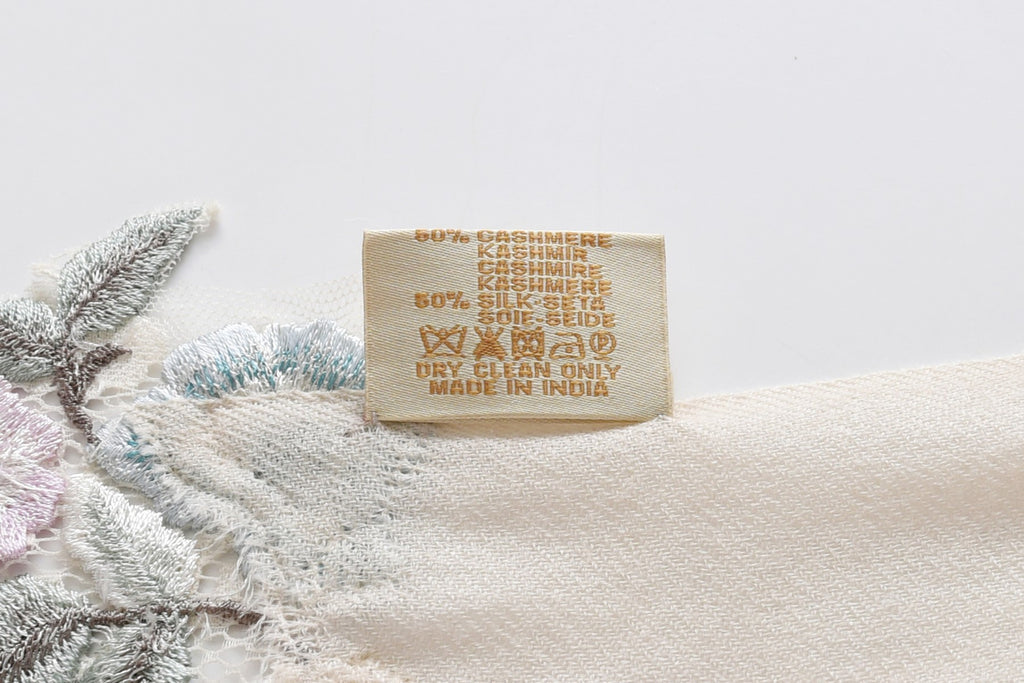 50% CASHMERE
KASHMIR
CASHMIRE
KASHMERE
50% SILK-SETA
SOIE-SEIDE
P
DRY CLEAN ONLY
MADE IN INDIA